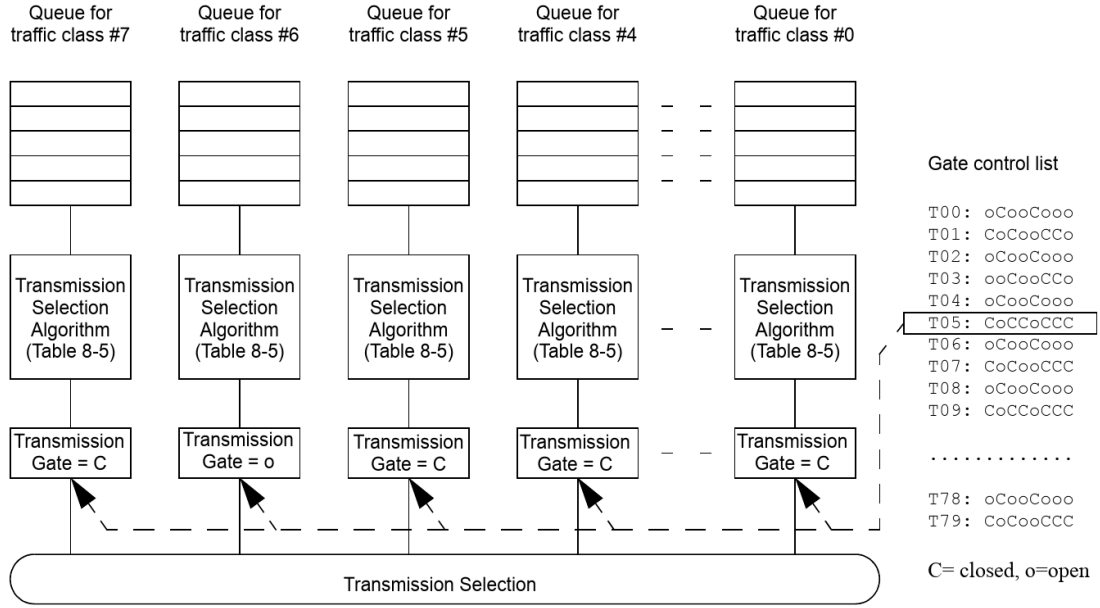 Queue for
traffic class #7
Queue for
traffic class #6
Queue for
traffic class #5
Queue for
traffic class #4
Queue for
traffic class #0
Transmission
Selection
Algorithm
(Table 8-5)
Transmission
Selection
Algorithm
(Table 8-5)
Transmission
Selection
Algorithm
(Table 8-5)
Transmission
Selection
Algorithm
(Table 8-5)
Transmission
Selection
Algorithm
(Table 8-5)
Transmission
Gate = C
Transmission
Gate = o
Transmission
Gate = C
Transmission
Gate = C
Transmission
Gate = C
Transmission Selection
Gate control list
T00: oCooCooo
T01: CoCooCCo
T02: oCooCooo
T03: ooCooCCo
T04: oCooCooo
T05: CoCCoCCC
T06: oCooCooo
T07: CoCooCCC
T08: oCooCooo
T09: CoCCoCCC
. . . . . . . . . . . . .
T78: oCooCooo
T79: CoCooCCC
C= closed, o=open